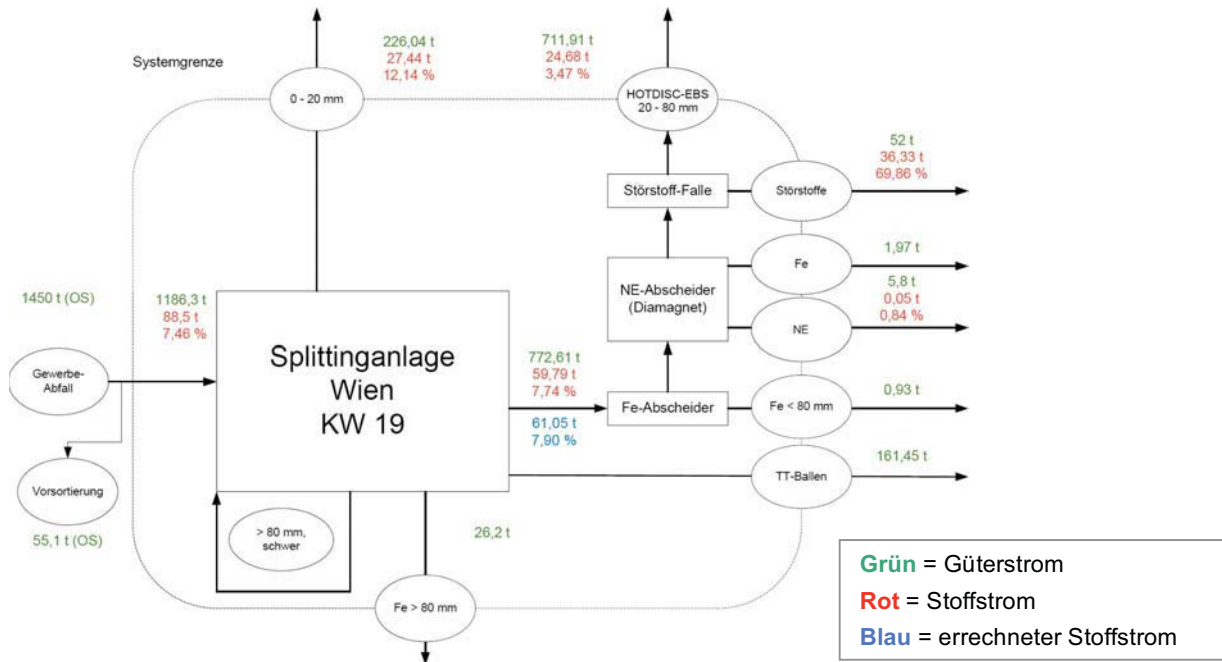 Systemgrenze
226,04 t
27,44 t
12,14 %
711,91 t
24,68 t
3,47 %
0 - 20 mm
HOTDISC-EBS
20 - 80 mm
52 t
36,33 t
69,86 %
Störstoff-Falle
Störstoffe
1,97 t
Fe
5,8 t
0,05 t
0,84 %
NE-Abscheider
(Diamagnet)
NE
1450 t (OS)
1186,3 t
88,5 t
7,46 %
Gewerbe-
Abfall
Splittinganlage
Wien
KW 19
772,61 t
59,79 t
7,74 %
61,05 t
7,90 %
Fe-Abscheider
Fe < 80 mm
0,93 t
TT-Ballen
161,45 t
Vorsortierung
55,1 t (OS)
> 80 mm,
schwer
26,2 t
Fe > 80 mm
Grün = Güterstrom
Rot = Stoffstrom
Blau = errechneter Stoffstrom